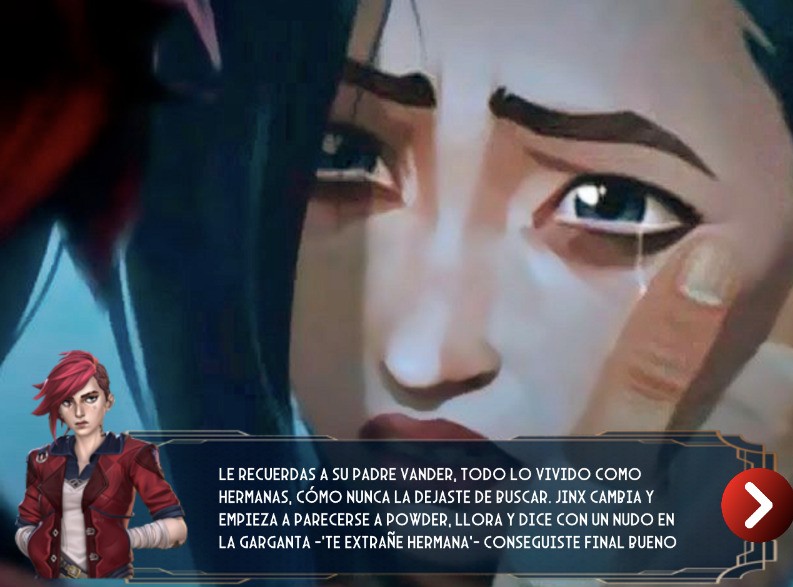 LE RECUERDAS A SU PADRE VANDER, TODO LO VIVIDO COMO
HERMANAS, CÓMO NUNCA LA DEJASTE DE BUSCAR. JINX CAMBIA Y
EMPIEZA A PARECERSE A POWDER, LLORA Y DICE CON UN NUDO EN
LA GARGANTA -'TE EXTRAÑE HERMANA'- CONSEGUISTE FINAL BUENO